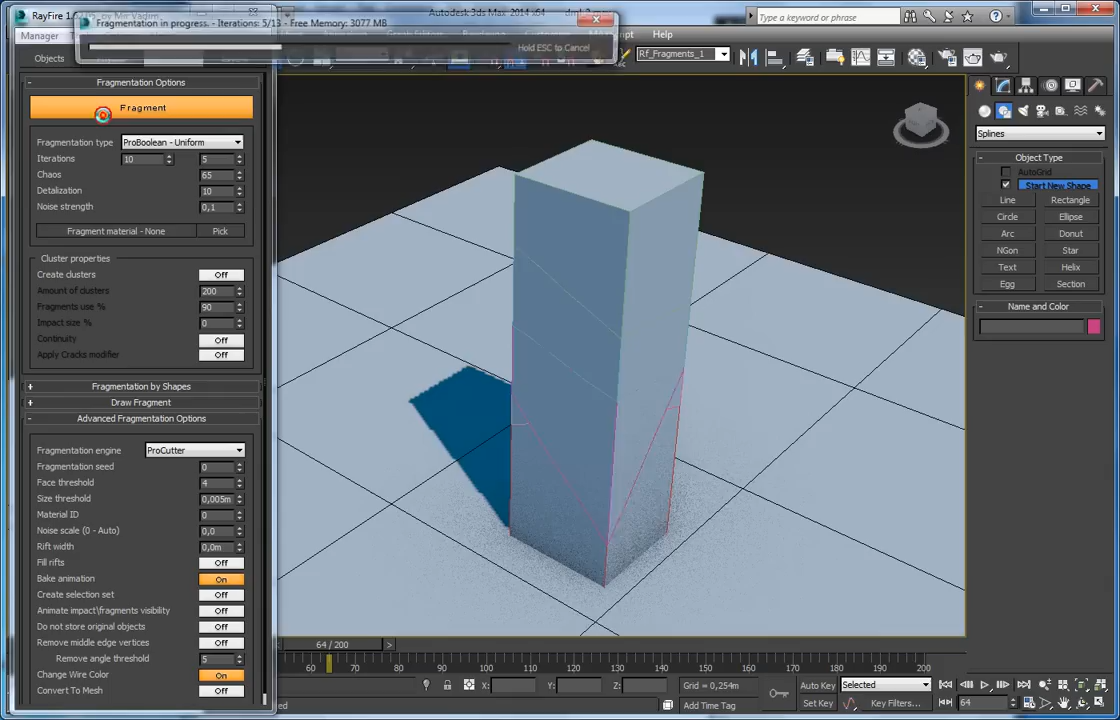 RayFire 1. by Mir Vadim
Fragmentation in progress. - Iterations: 5/13 - Free Memory: 3077 MB
Autodesk 3ds Max 2014 x64
Type a keyword or phrase
Manager
Help
Hold ESC to Cancel
Objects
Rf_Fragments_1
Fragmentation Options
Fragment
Fragmentation type ProBoolean - Uniform
Iterations 10 5
Chaos 65
Detalization 10
Noise strength 0,1
Fragment material - None Pick
Cluster properties
Create clusters Off
Amount of clusters 200
Fragments use % 90
Impact size % 0
Continuity Off
Apply Cracks modifier Off
Fragmentation by Shapes
Draw Fragment
Advanced Fragmentation Options
Fragmentation engine ProCutter
Fragmentation seed 0
Face threshold 4
Size threshold 0,005m
Material ID 0
Noise scale (0 - Auto) 0,0
Rift width 0,0m
Fill rifts Off
Bake animation On
Create selection set Off
Animate impact\fragments visibility Off
Do not store original objects Off
Remove middle edge vertices Off
Remove angle threshold 5
Change Wire Color On
Convert To Mesh Off
Splines
Object Type
AutoGrid
Start New Shape
Line Rectangle
Circle Ellipse
Arc Donut
NGon Star
Text Helix
Egg Section
Name and Color
64 / 200
60 70 80 90 100 110 120 130 140 150 160 170 180 190 200
X: Y: Z: Grid = 0,254m
Auto Key Selected
Add Time Tag
Set Key Key Filters...
64